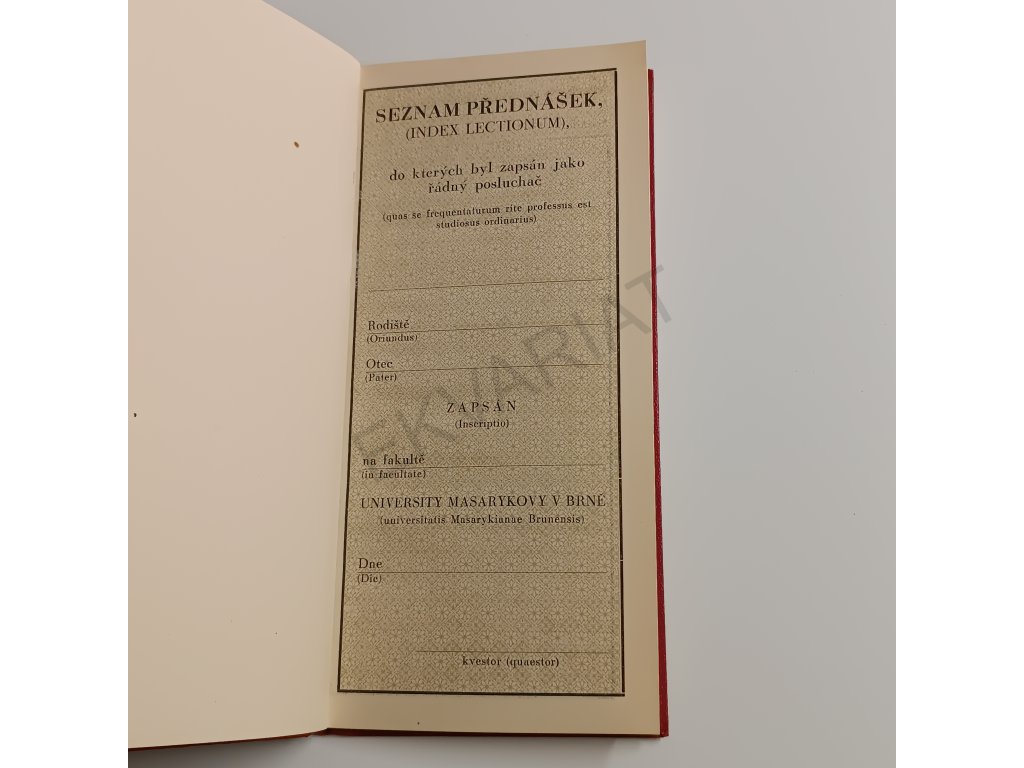 SEZNAM PŘEDNÁŠEK,
(INDEX LECTIONUM),
do kterých byl zapsán jako
řádný posluchač
(quas se frequentaturum rite professus est
studiosus ordinarius)
Rodiště
(Oriundus)
Otec
(Pater)
ZAPSÁN
(Inscriptio)
na fakultě
(in facultate)
UNIVERSITY MASARYKOVY V BRNĚ
(universitatis Masarykianae Brunensis)
Dne
(Die)
kvestor (quaestor)
EKVARIAT